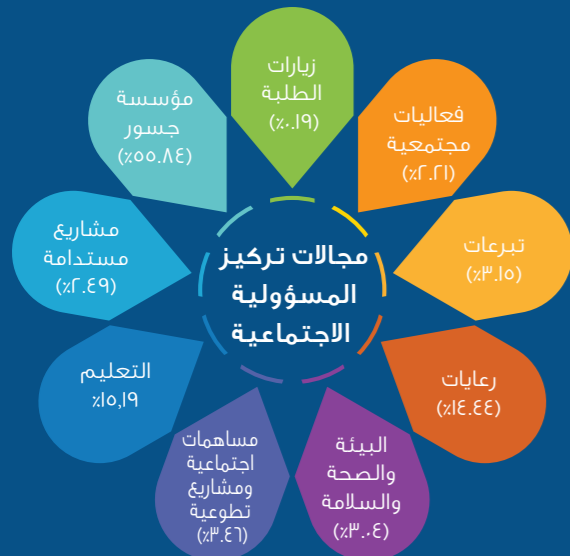 زيارات
الطلبة
(٪٠.١٩)
فعاليات
مجتمعية
(٪٢.٢١)
تبرعات
(٪٣.١٥)
رعايات
(٪١٤.٤٤)
البيئة
والصحة
والسلامة
(٪٣.٠٤)
مساهمات
اجتماعية
ومشاريع
تطوعية
(٪٣.٤٦)
التعليم
٪١٥,١٩
مشاريع
مستدامة
(٪٢.٤٩)
مؤسسة
جسور
(٪٥٥.٨٤)
مجالات تركيز
المسؤولية
الاجتماعية